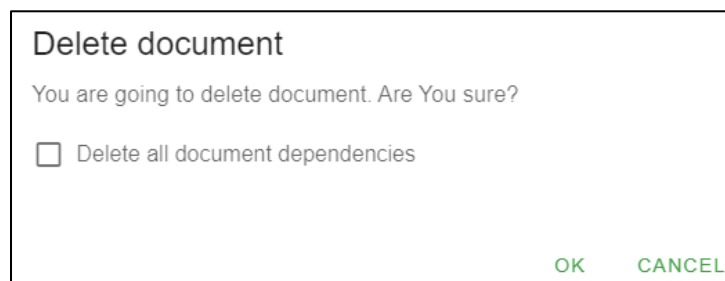 Delete document
You are going to delete document. Are You sure?
Delete all document dependencies
OK CANCEL